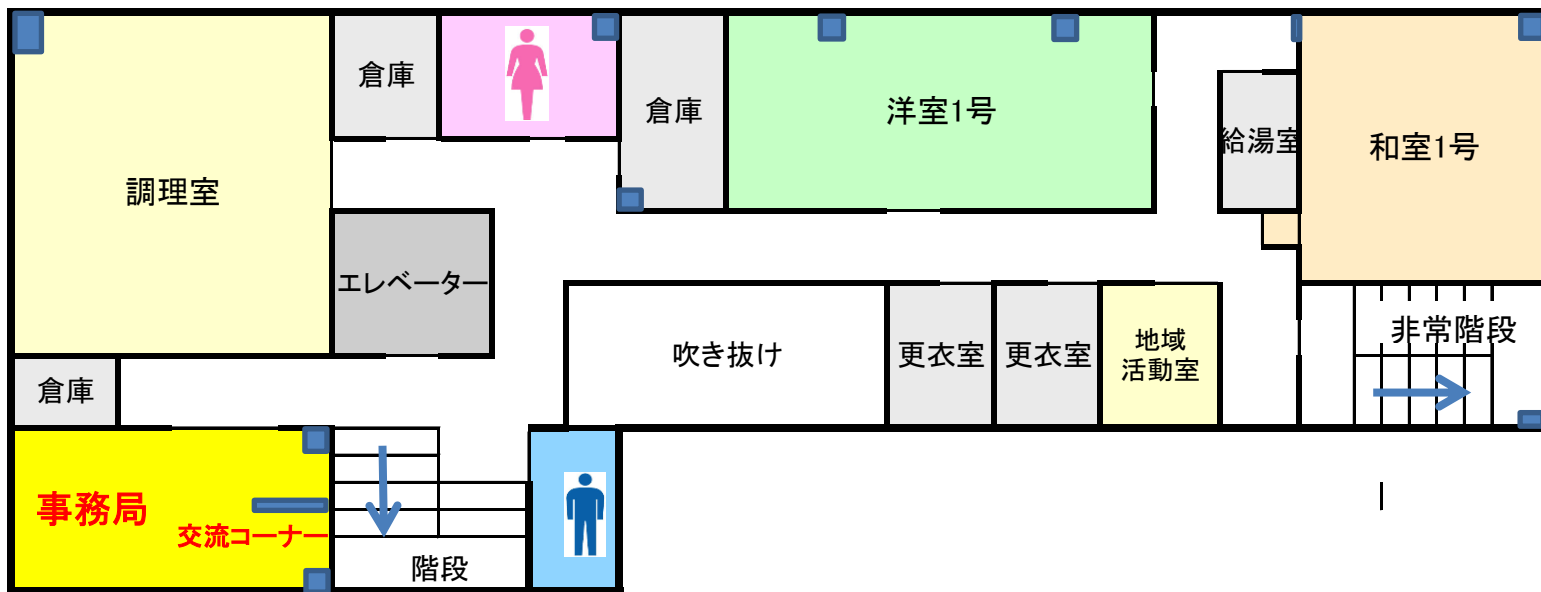 倉庫
倉庫
洋室1号
給湯室
和室1号
調理室
エレベーター
吹き抜け
更衣室
更衣室
地域
活動室
非常階段
倉庫
事務局
交流コーナー
階段